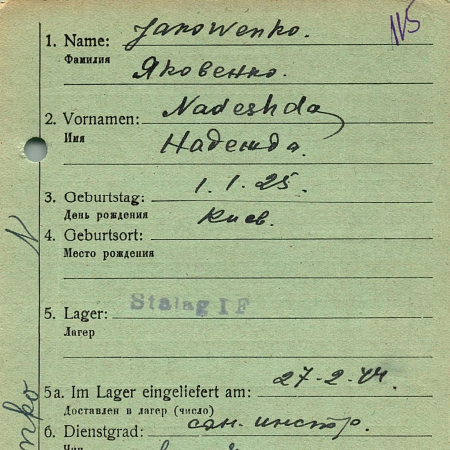 115
1. Name: Jakowenko.
Фамилия Яковенко.
2. Vornamen: Nadeshda
Имя Надежда.
3. Geburtstag: 1.1.25.
День рождения Киев.
4. Geburtsort:
Место рождения
Stalag I F
5. Lager:
Лагерь
5a. Im Lager eingeliefert am: 27-2-44.
Доставлен в лагерь (число)
6. Dienstgrad: сан. инстр.
Чин